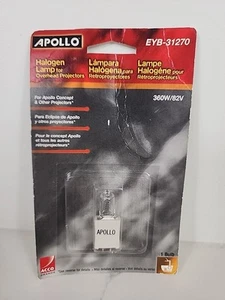 APOLLO
EYB-31270
Halogen
Lamp for
Overhead Projectors
Lámpara
Halógena para
Retroproyectores
Lampe
Halogène pour
Rétroprojecteurs
360W/82V
For Apollo Concept
& Other Projectors*
Para Eclipse de Apollo
y otros proyectores*
Pour le concept Apollo
et tous les autres
rétroprojecteurs*
APOLLO
ACCO
1 Bulb